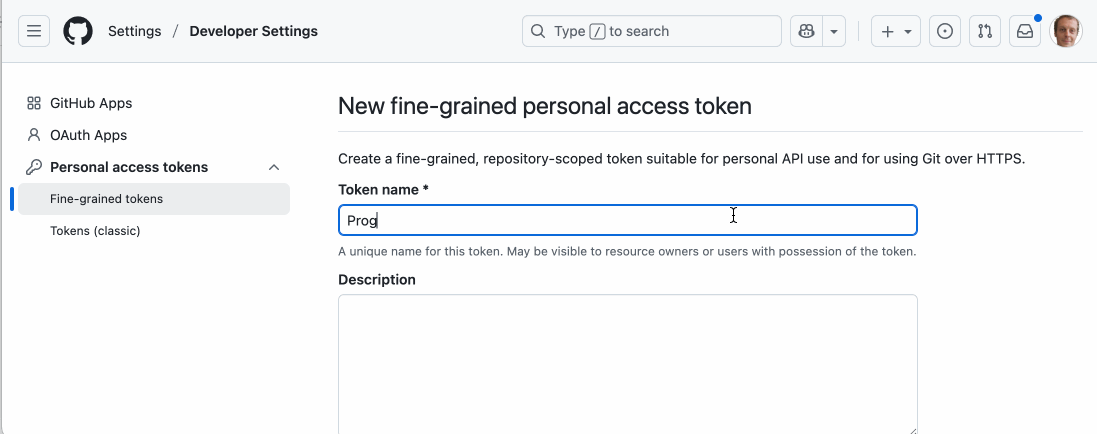 Settings / Developer Settings
Type / to search
GitHub Apps
OAuth Apps
Personal access tokens
Fine-grained tokens
Tokens (classic)
New fine-grained personal access token
Create a fine-grained, repository-scoped token suitable for personal API use and for using Git over HTTPS.
Token name *
Prog
A unique name for this token. May be visible to resource owners or users with possession of the token.
Description